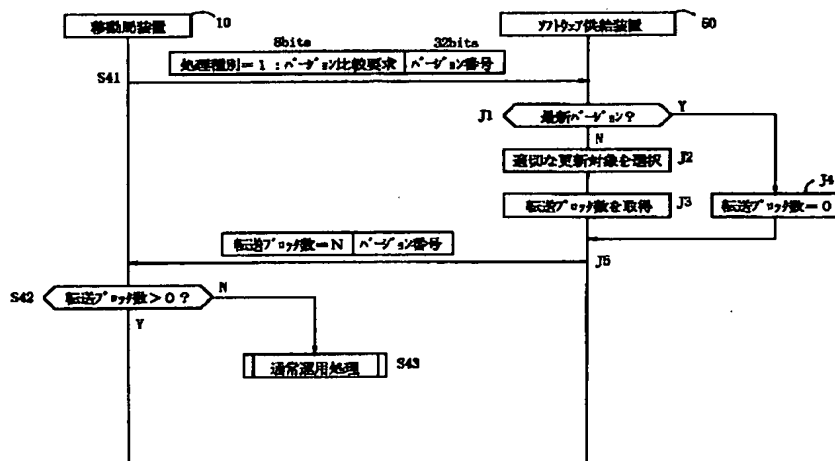 移動局装置 10
ソフトウェア供給装置 60
8bits 32bits
S41 処理種別=1:バージョン比較要求 バージョン番号
J1 最新バージョン? Y
N
適切な更新対象を選択 J2
J4
転送ブロック数を取得 J3
転送ブロック数=0
転送ブロック数=N バージョン番号
J5
S42 転送ブロック数>0? N
Y
通常運用処理 S43